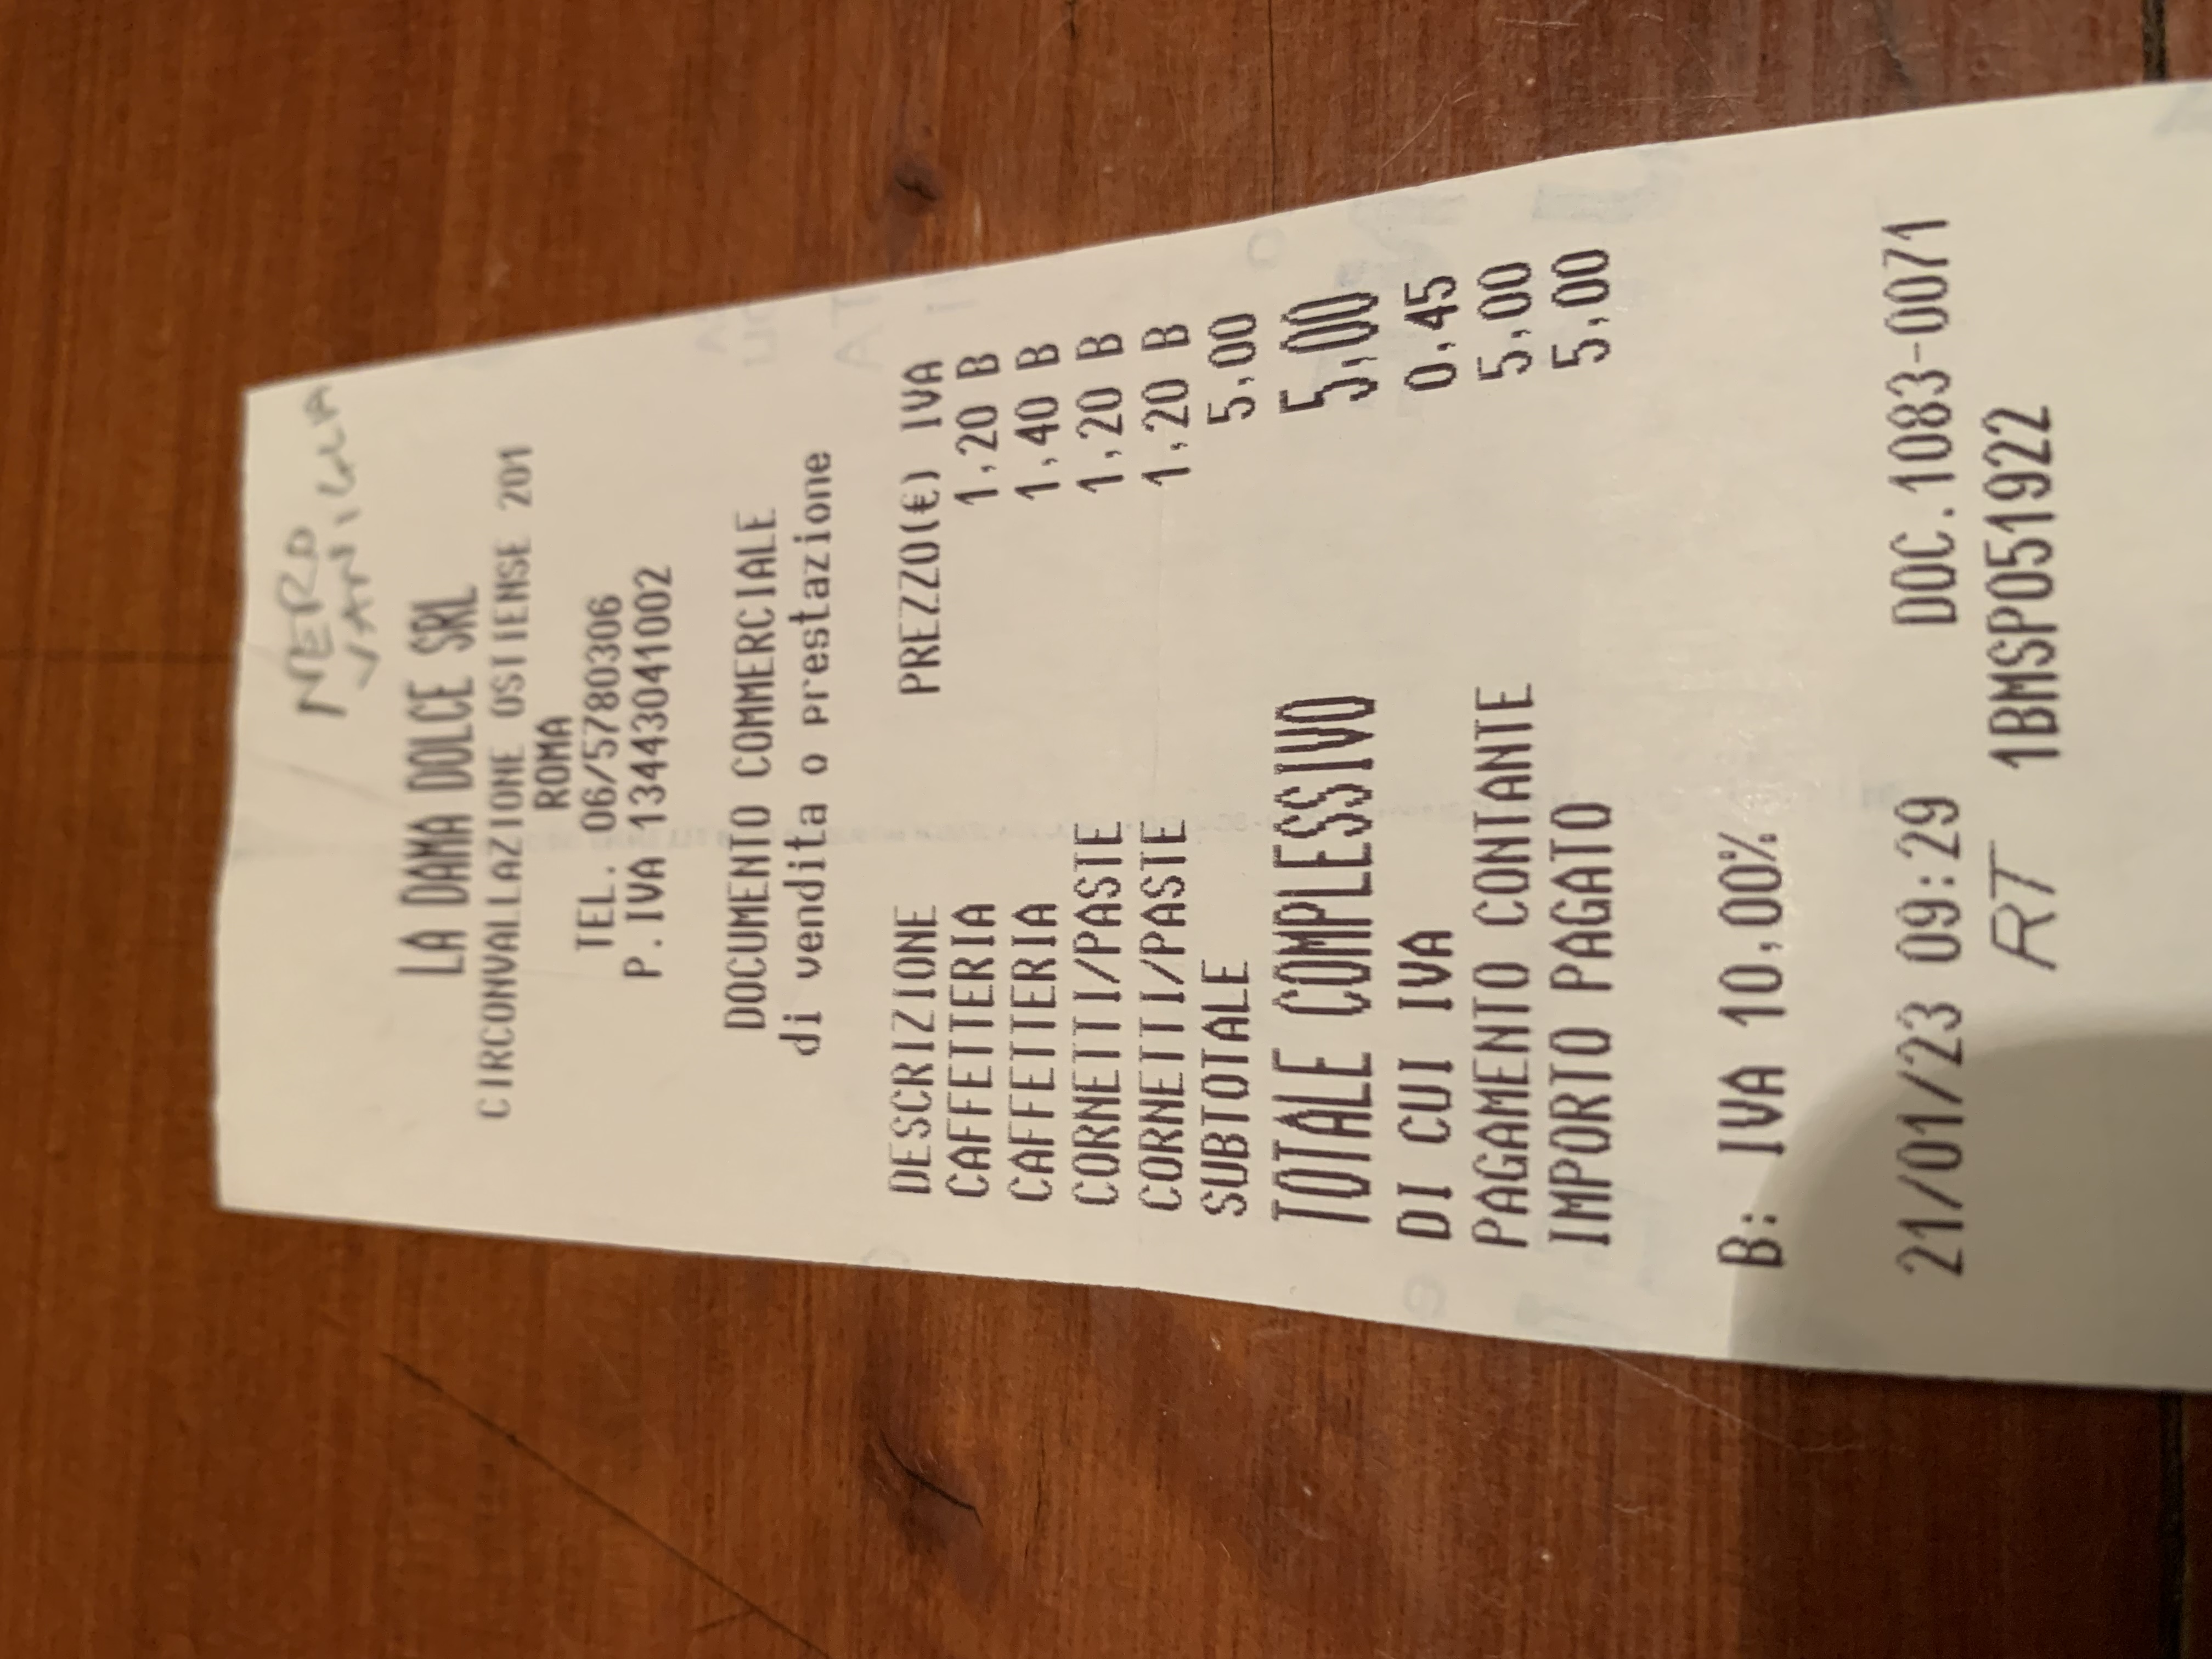 NERO
VANIGLIA
LA DAMA DOLCE SRL
CIRCONVALLAZIONE OSTIENSE 201
ROMA
TEL. 06/5780306
P.IVA 13443041002
DOCUMENTO COMMERCIALE
di vendita o prestazione
DESCRIZIONE PREZZO(€) IVA
CAFFETTERIA 1,20 B
CAFFETTERIA 1,40 B
CORNETTI/PASTE 1,20 B
CORNETTI/PASTE 1,20 B
SUBTOTALE 5,00
TOTALE COMPLESSIVO 5,00
DI CUI IVA 0,45
PAGAMENTO CONTANTE 5,00
IMPORTO PAGATO 5,00
B: IVA 10,00%
21/01/23 09:29 DOC.1083-0071
RT 1BMSP051922